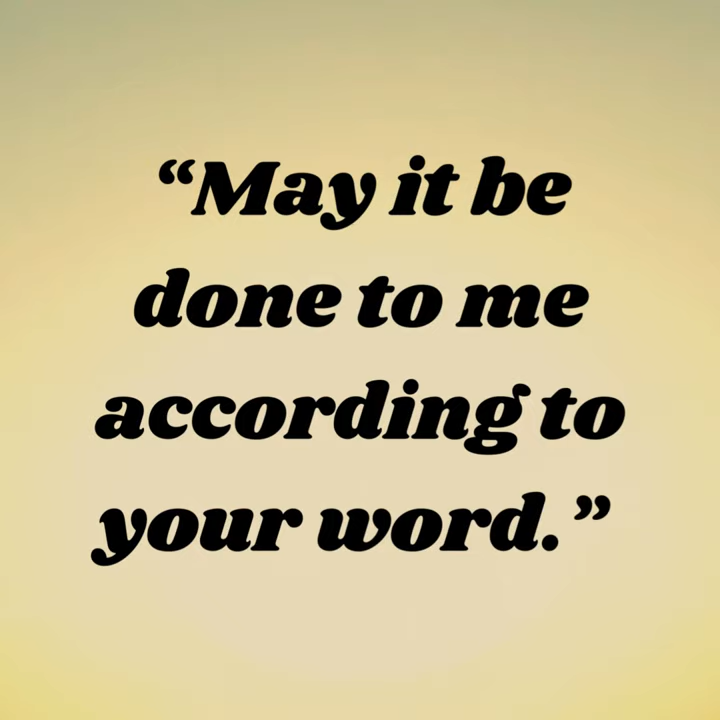 “May it be
done to me
according to
your word.”